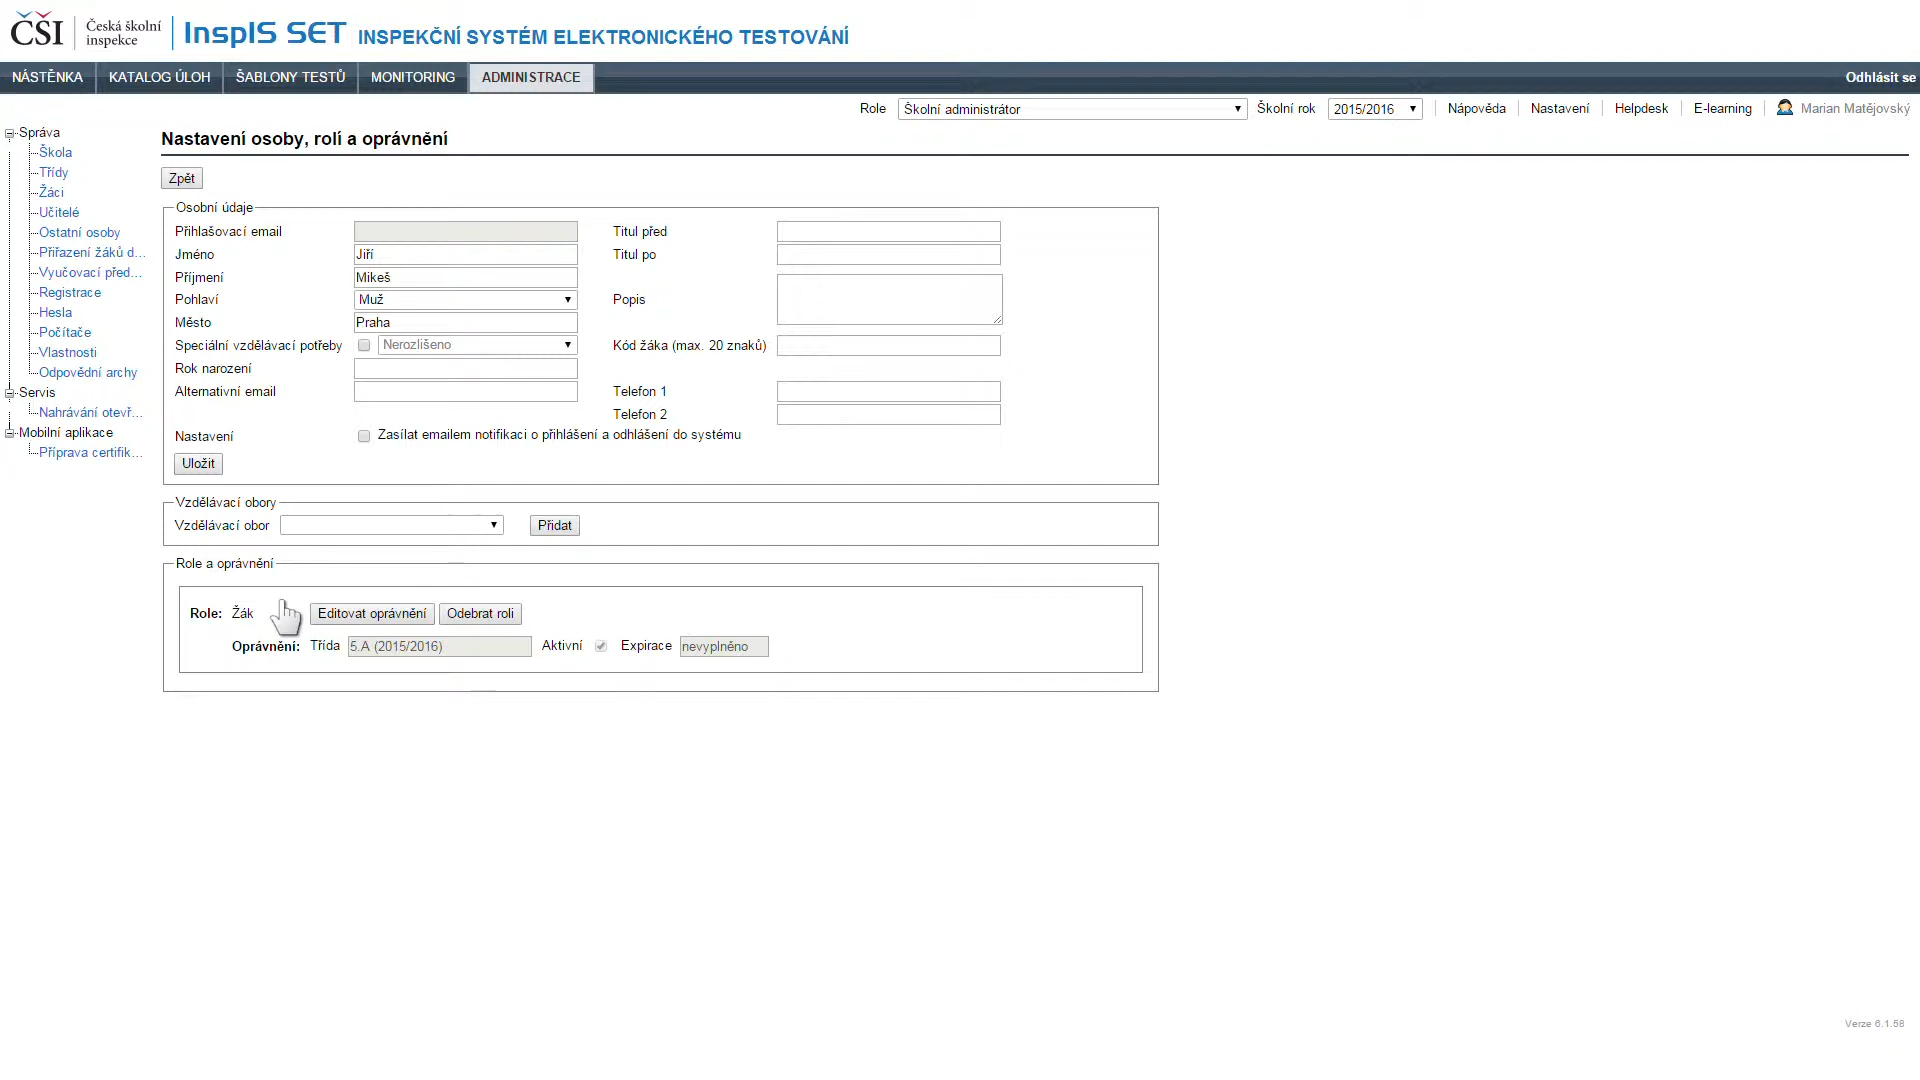 ČŠI Česká školní inspekce InspIS SET INSPEKČNÍ SYSTÉM ELEKTRONICKÉHO TESTOVÁNÍ
NÁSTĚNKA KATALOG ÚLOH ŠABLONY TESTŮ MONITORING ADMINISTRACE Odhlásit se
Role Školní administrátor Školní rok 2015/2016 Nápověda Nastavení Helpdesk E-learning Marian Matějovský
Správa
Škola
Třídy
Žáci
Učitelé
Ostatní osoby
Přiřazení žáků d...
Vyučovací před...
Registrace
Hesla
Počítače
Vlastnosti
Odpovědní archy
Servis
Nahrávání otevř...
Mobilní aplikace
Příprava certifik...
Nastavení osoby, rolí a oprávnění
Zpět
Osobní údaje
Přihlašovací email Titul před
Jméno Jiří Titul po
Příjmení Mikeš
Pohlaví Muž Popis
Město Praha
Speciální vzdělávací potřeby Nerozlišeno Kód žáka (max. 20 znaků)
Rok narození
Alternativní email Telefon 1
Telefon 2
Nastavení Zasílat emailem notifikaci o přihlášení a odhlášení do systému
Uložit
Vzdělávací obory
Vzdělávací obor Přidat
Role a oprávnění
Role: Žák Editovat oprávnění Odebrat roli
Oprávnění: Třída 5.A (2015/2016) Aktivní Expirace nevyplněno
Verze 6.1.58